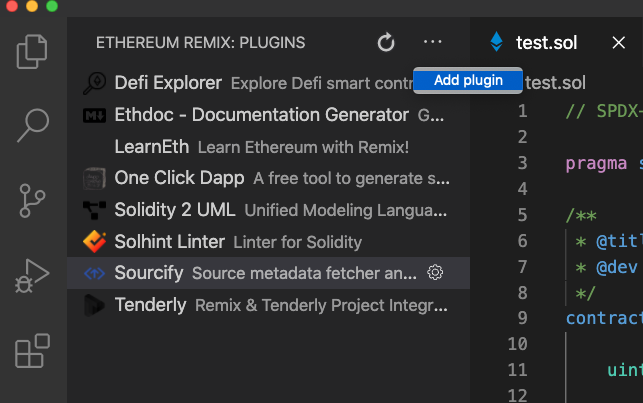 ETHEREUM REMIX: PLUGINS
test.sol
Add plugin
test.sol
Defi Explorer Explore Defi smart contr
Ethdoc - Documentation Generator G...
LearnEth Learn Ethereum with Remix!
One Click Dapp A free tool to generate s...
Solidity 2 UML Unified Modeling Langua...
Solhint Linter Linter for Solidity
Sourcify Source metadata fetcher an...
Tenderly Remix & Tenderly Project Integr...
1 // SPDX-
2
3 pragma s
4
5 /**
6 * @titl
7 * @dev
8 */
9 contract
10
11 uint
12